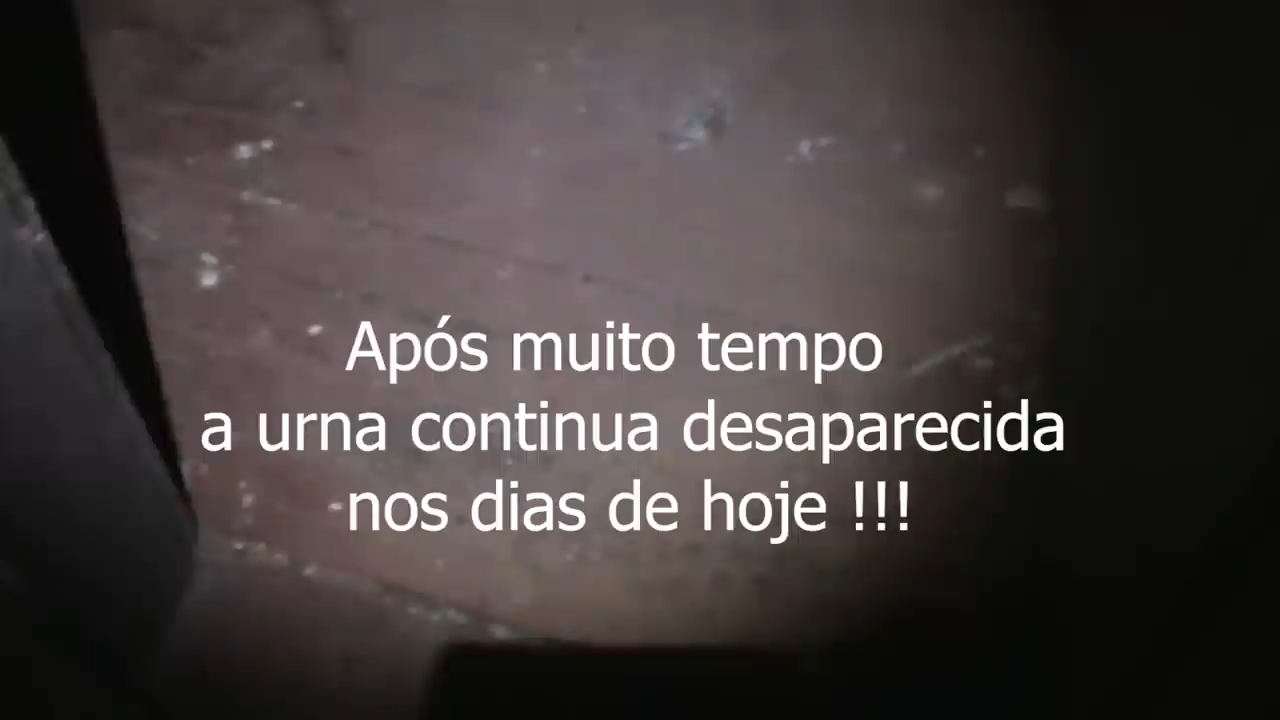 Após muito tempo
a urna continua desaparecida
nos dias de hoje !!!